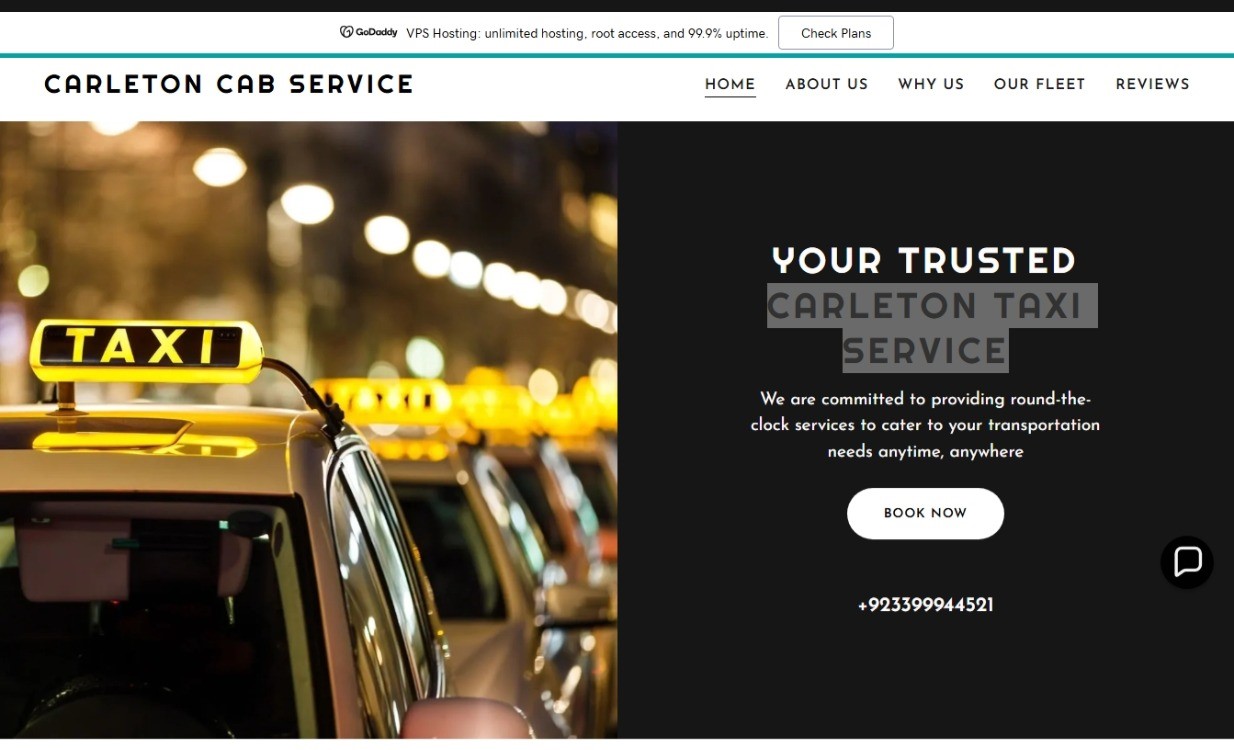 GoDaddy VPS Hosting: unlimited hosting, root access, and 99.9% uptime. Check Plans
CARLETON CAB SERVICE HOME ABOUT US WHY US OUR FLEET REVIEWS
YOUR TRUSTED
CARLETON TAXI
SERVICE
TAXI
We are committed to providing round-the-
clock services to cater to your transportation
needs anytime, anywhere
BOOK NOW
+923399944521